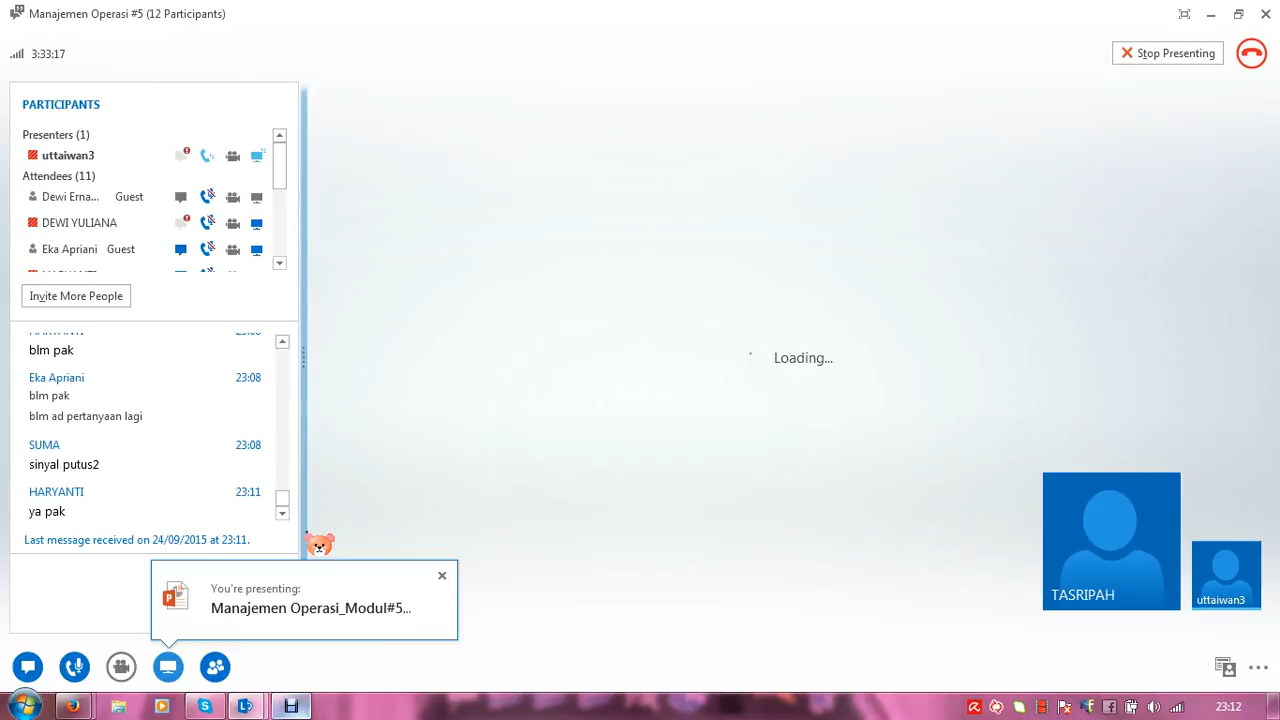 Manajemen Operasi #5 (12 Participants)
3:33:17
Stop Presenting
PARTICIPANTS
Presenters (1)
uttaiwan3
Attendees (11)
Dewi Erna... Guest
DEWI YULIANA
Eka Apriani Guest
Invite More People
blm pak
Eka Apriani 23:08
blm pak
blm ad pertanyaan lagi
SUMA 23:08
sinyal putus2
HARYANTI 23:11
ya pak
Last message received on 24/09/2015 at 23:11.
Loading...
You're presenting:
Manajemen Operasi_Modul#5...
TASRIPAH
uttaiwan3
23:12